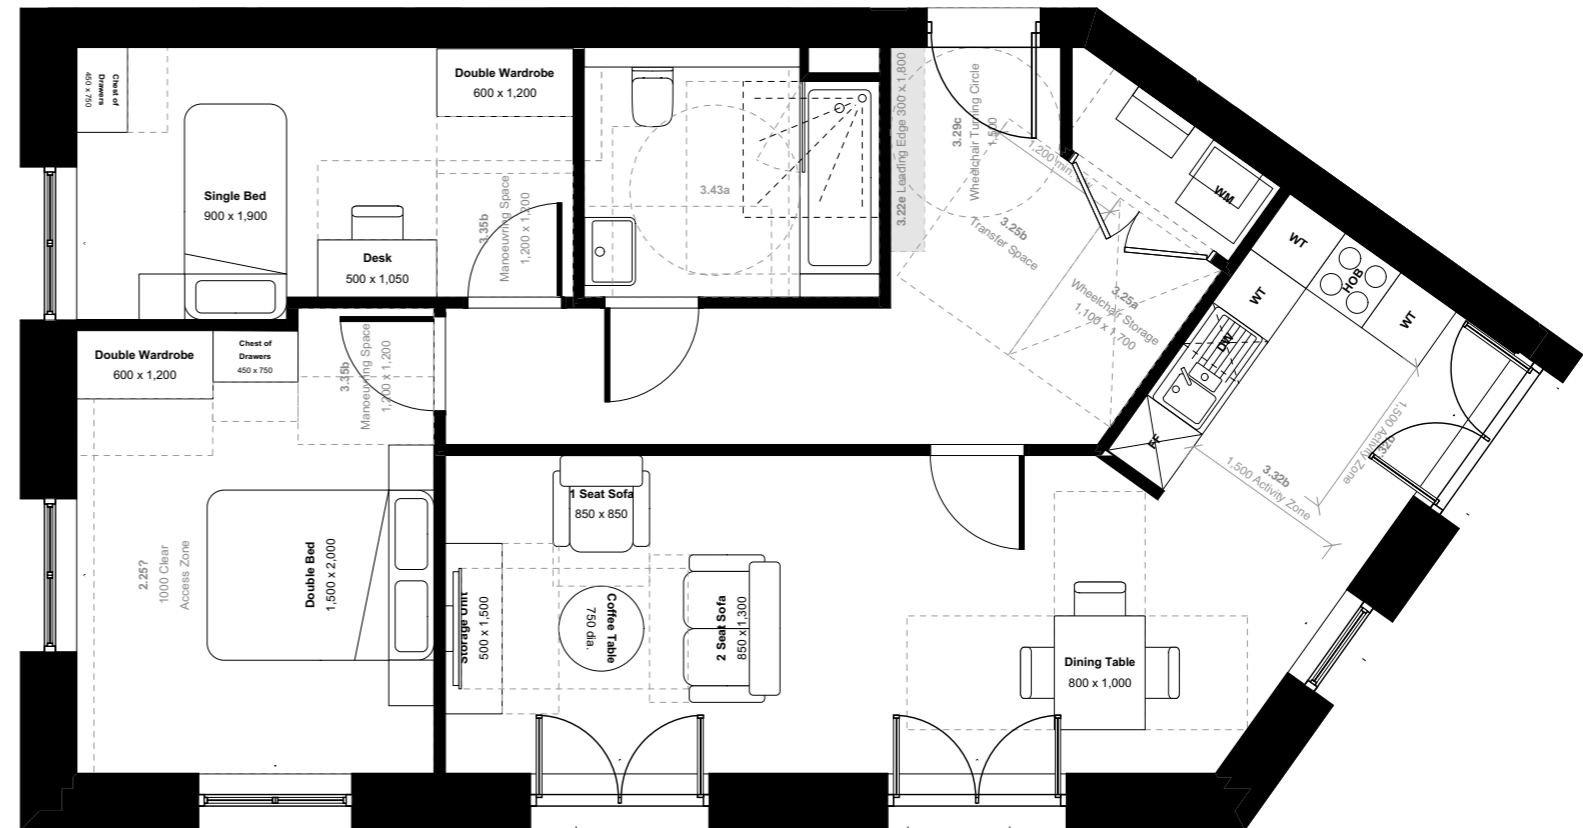 Chest of
Drawers
450 x 750
Double Wardrobe
600 x 1,200
Single Bed
900 x 1,900
Desk
500 x 1,050
3.35b
Manoeuvring Space
1,200 x 1,200
3.43a
3.22e Leading Edge 300 x 1,800
3.29c
Wheelchair Turning Circle
1,500
1,200 min.
3.25b
Transfer Space
3.25a
Wheelchair Storage
1,100 x 1,700
WM
WT
HOB
WT
WT
DW
FF
1,500 Activity Zone
3.32b
3.32b
1,500 Activity Zone
Double Wardrobe
600 x 1,200
Chest of
Drawers
450 x 750
3.35b
Manoeuvring Space
1,200 x 1,200
2.25?
1000 Clear
Access Zone
Double Bed
1,500 x 2,000
1 Seat Sofa
850 x 850
Storage Unit
500 x 1,500
Coffee Table
750 dia.
2 Seat Sofa
850 x 1,300
Dining Table
800 x 1,000